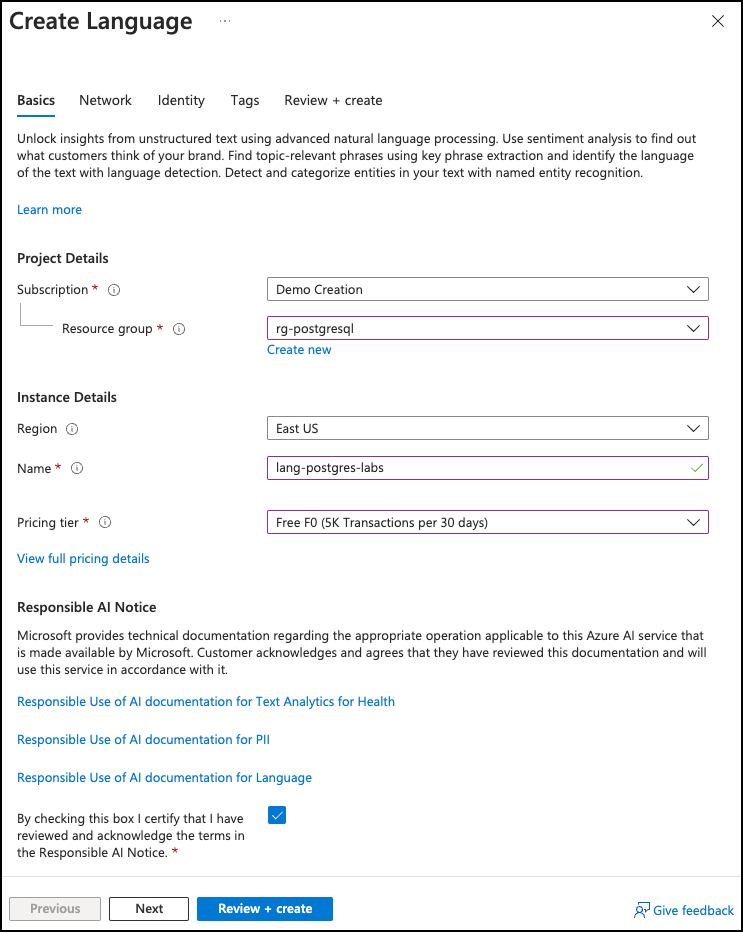 Create Language ...
Basics Network Identity Tags Review + create
Unlock insights from unstructured text using advanced natural language processing. Use sentiment analysis to find out
what customers think of your brand. Find topic-relevant phrases using key phrase extraction and identify the language
of the text with language detection. Detect and categorize entities in your text with named entity recognition.
Learn more
Project Details
Subscription * Demo Creation
Resource group * rg-postgresql
Create new
Instance Details
Region East US
Name * lang-postgres-labs
Pricing tier * Free F0 (5K Transactions per 30 days)
View full pricing details
Responsible AI Notice
Microsoft provides technical documentation regarding the appropriate operation applicable to this Azure AI service that
is made available by Microsoft. Customer acknowledges and agrees that they have reviewed this documentation and will
use this service in accordance with it.
Responsible Use of AI documentation for Text Analytics for Health
Responsible Use of AI documentation for PII
Responsible Use of AI documentation for Language
By checking this box I certify that I have
reviewed and acknowledge the terms in
the Responsible AI Notice. *
Previous Next Review + create Give feedback